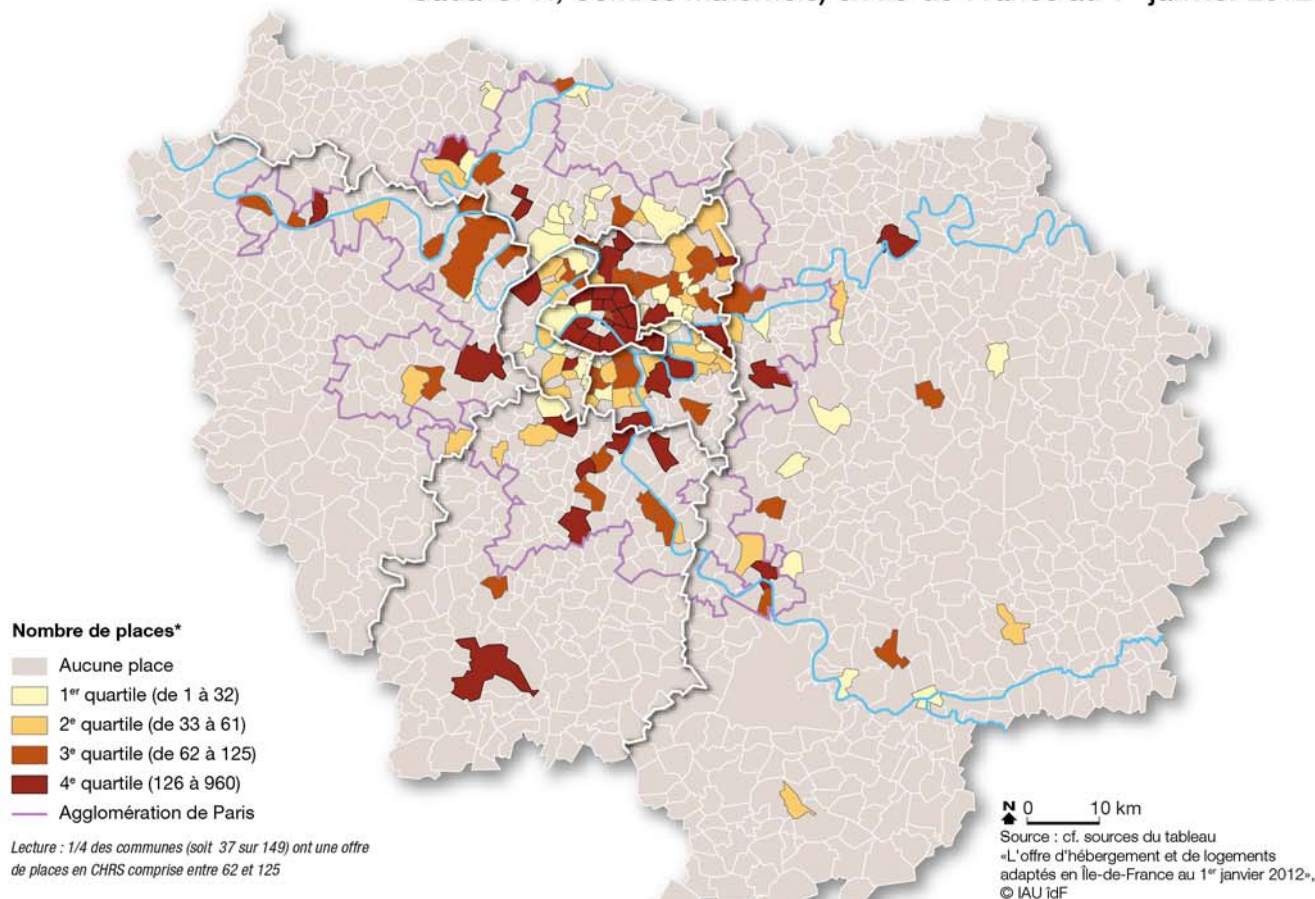 janvier
Nombre de places*
Aucune place
1er quartile (de 1 à 32)
2e quartile (de 33 à 61)
3e quartile (de 62 à 125)
4e quartile (126 à 960)
Agglomération de Paris
Lecture : 1/4 des communes (soit 37 sur 149) ont une offre
de places en CHRS comprise entre 62 et 125
N 0 10 km
Source : cf. sources du tableau
«L'offre d'hébergement et de logements
adaptés en Île-de-France au 1er janvier 2012»,
© IAU îdF